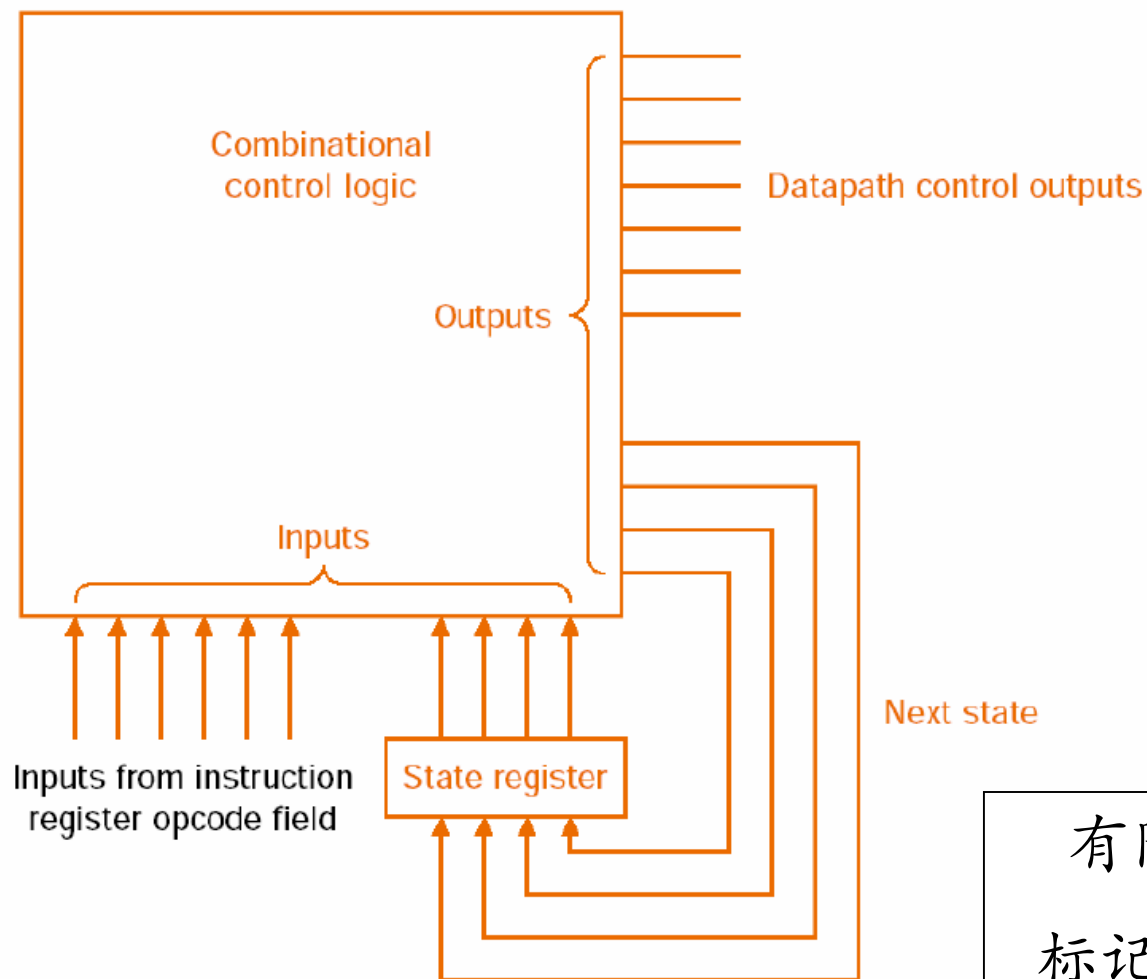 Combinational
control logic
Datapath control outputs
Outputs
Inputs
Next state
Inputs from instruction
register opcode field
State register
有
标记